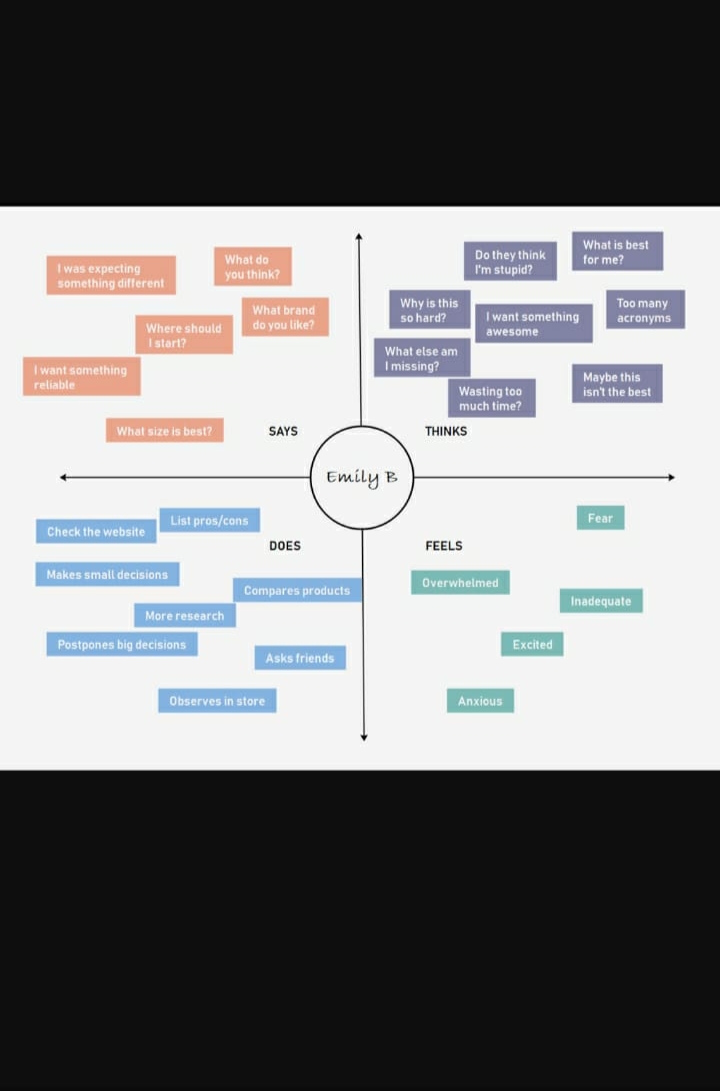 I was expecting
something different
What do
you think?
What brand
do you like?
Where should
I start?
I want something
reliable
What size is best?
SAYS
Do they think
I'm stupid?
What is best
for me?
Why is this
so hard?
I want something
awesome
Too many
acronyms
What else am
I missing?
Wasting too
much time?
Maybe this
isn't the best
THINKS
Emily B
Check the website
List pros/cons
DOES
Makes small decisions
Compares products
More research
Postpones big decisions
Asks friends
Observes in store
FEELS
Fear
Overwhelmed
Inadequate
Excited
Anxious